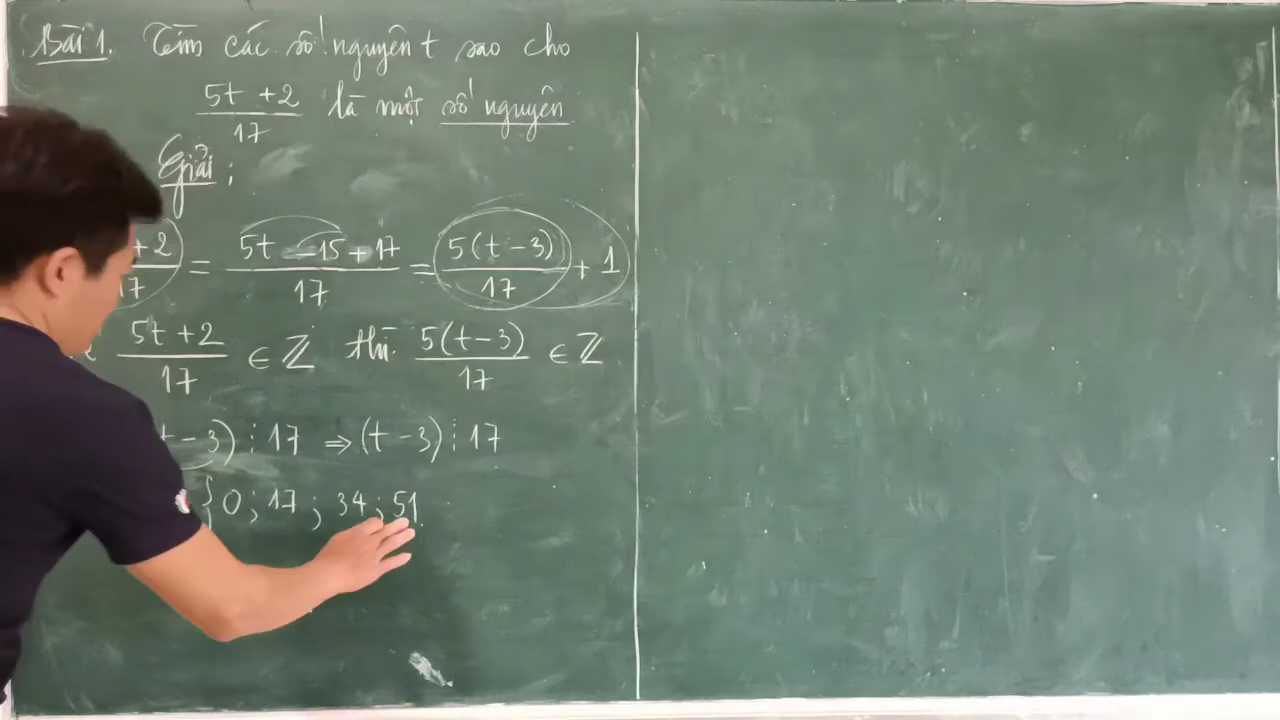 Bài 1. Tìm các số nguyên t sao cho
5t + 2 / 17 là một số nguyên
Giải:
+ 2 / 17 = 5t - 15 + 17 / 17 = 5(t - 3) / 17 + 1
5t + 2 / 17 ∈ ℤ thì 5(t - 3) / 17 ∈ ℤ
t - 3) ⋮ 17 ⇒ (t - 3) ⋮ 17
{0; 17; 34; 51